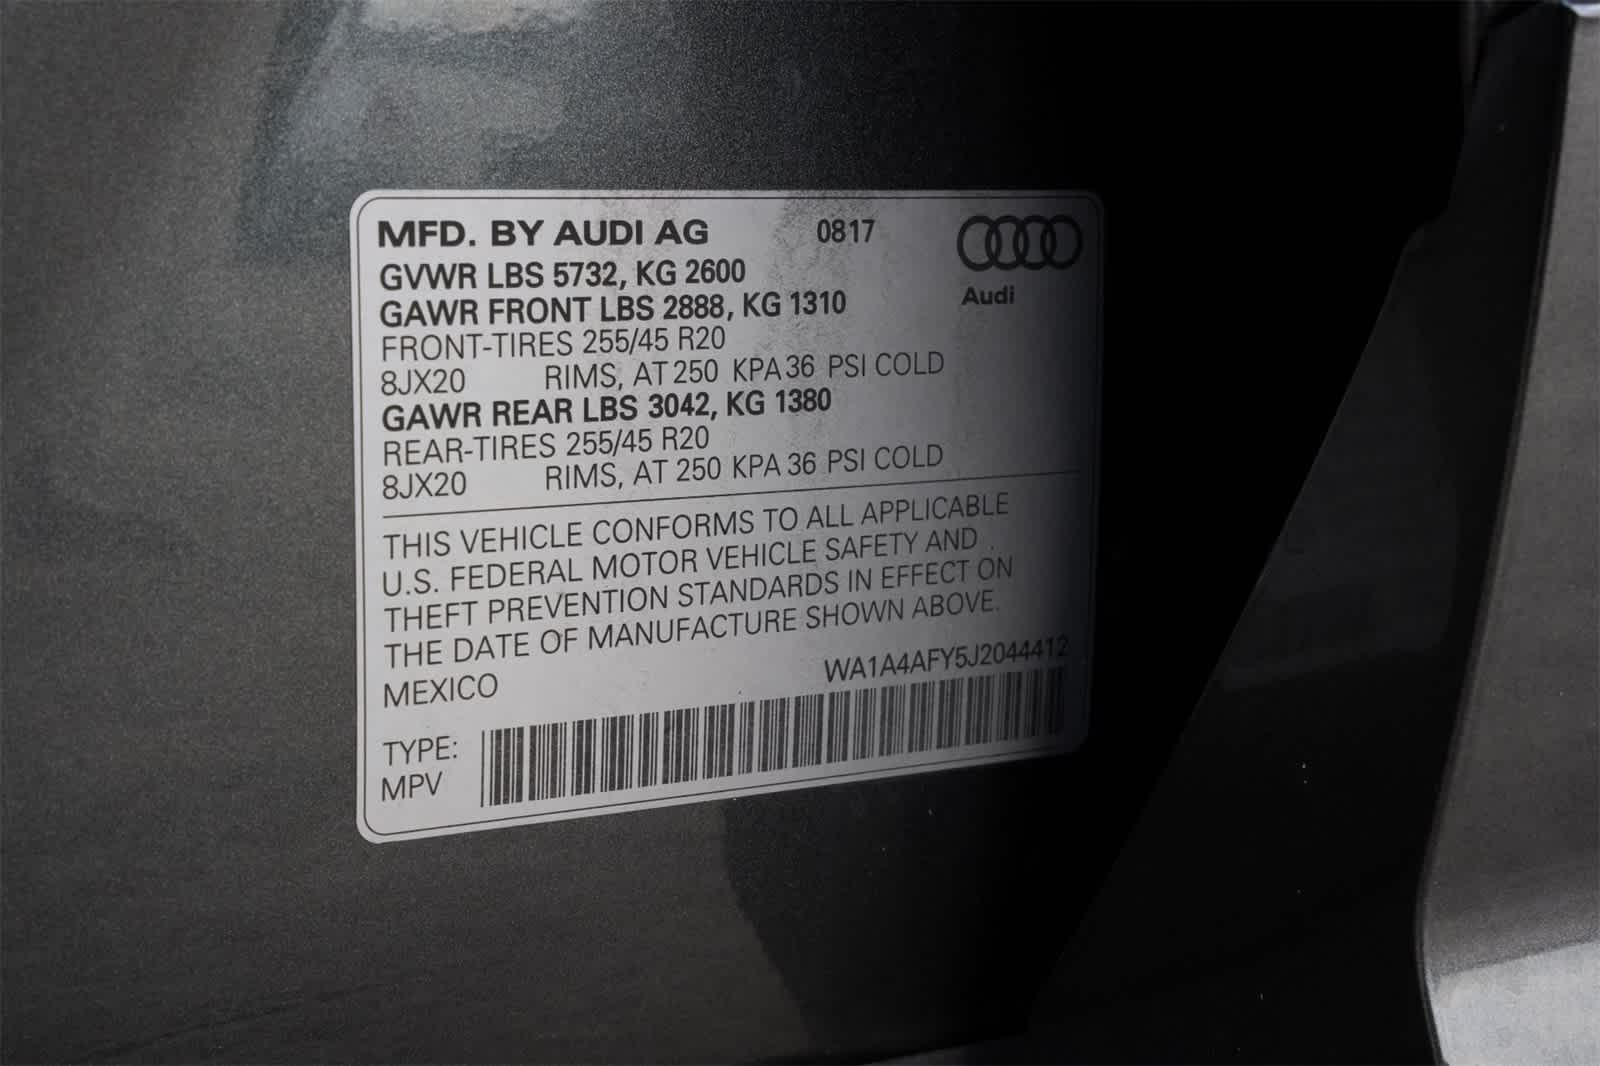 MFD. BY AUDI AG 0817
Audi
GVWR LBS 5732, KG 2600
GAWR FRONT LBS 2888, KG 1310
FRONT-TIRES 255/45 R20
8JX20 RIMS, AT 250 KPA 36 PSI COLD
GAWR REAR LBS 3042, KG 1380
REAR-TIRES 255/45 R20
8JX20 RIMS, AT 250 KPA 36 PSI COLD
THIS VEHICLE CONFORMS TO ALL APPLICABLE
U.S. FEDERAL MOTOR VEHICLE SAFETY AND
THEFT PREVENTION STANDARDS IN EFFECT ON
THE DATE OF MANUFACTURE SHOWN ABOVE.
MEXICO WA1A4AFY5J2044412
TYPE:
MPV